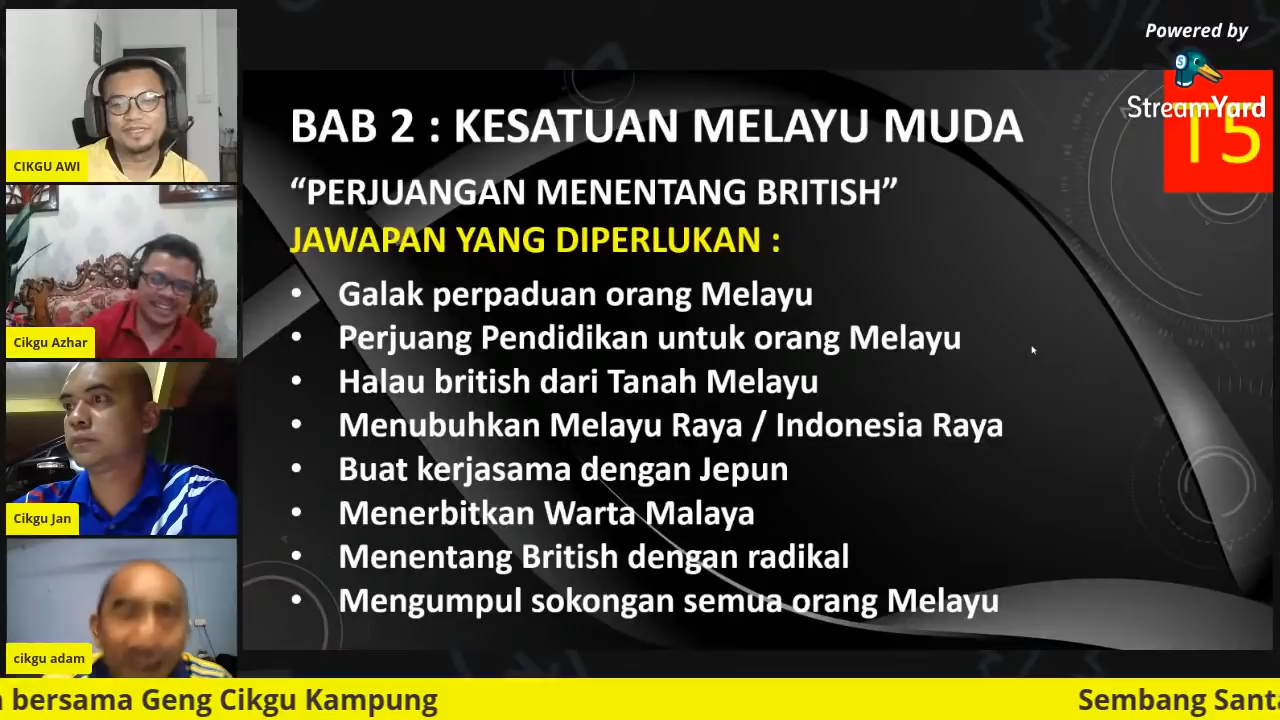 CIKGU AWI
Cikgu Azhar
Cikgu Jan
cikgu adam
Powered by
StreamYard
15
BAB 2 : KESATUAN MELAYU MUDA
“PERJUANGAN MENENTANG BRITISH”
JAWAPAN YANG DIPERLUKAN :
• Galak perpaduan orang Melayu
• Perjuang Pendidikan untuk orang Melayu
• Halau british dari Tanah Melayu
• Menubuhkan Melayu Raya / Indonesia Raya
• Buat kerjasama dengan Jepun
• Menerbitkan Warta Malaya
• Menentang British dengan radikal
• Mengumpul sokongan semua orang Melayu
bersama Geng Cikgu Kampung
Sembang